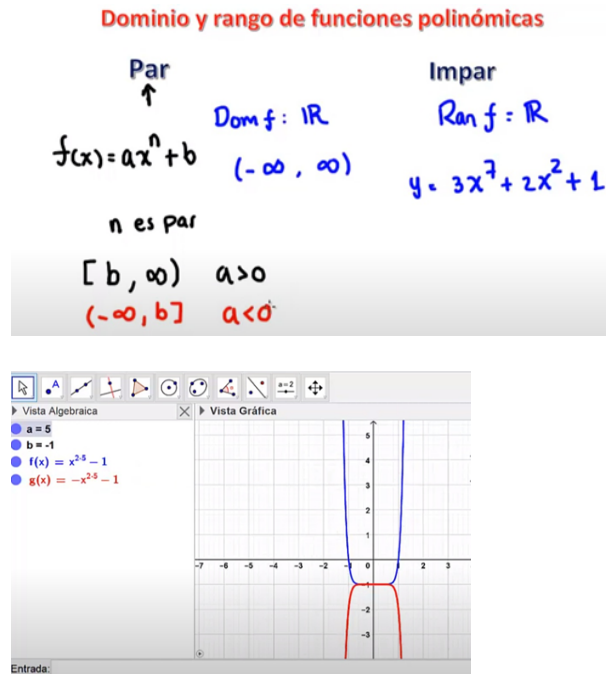 Dominio y rango de funciones polinómicas
Par
Impar
↑
Dom f: ℝ
Ran f = ℝ
f(x)=axⁿ+b
(-∞, ∞)
y = 3x⁷ + 2x² + 1
n es par
[b, ∞) a>0
(-∞, b] a<0
A
a=2
Vista Algebraica
Vista Gráfica
a = 5
b = -1
f(x) = x²·⁵ − 1
g(x) = −x²·⁵ − 1
5
4
3
2
1
-7 -6 -5 -4 -3 -2 -1 0 1 2 3
-1
-2
-3
Entrada: